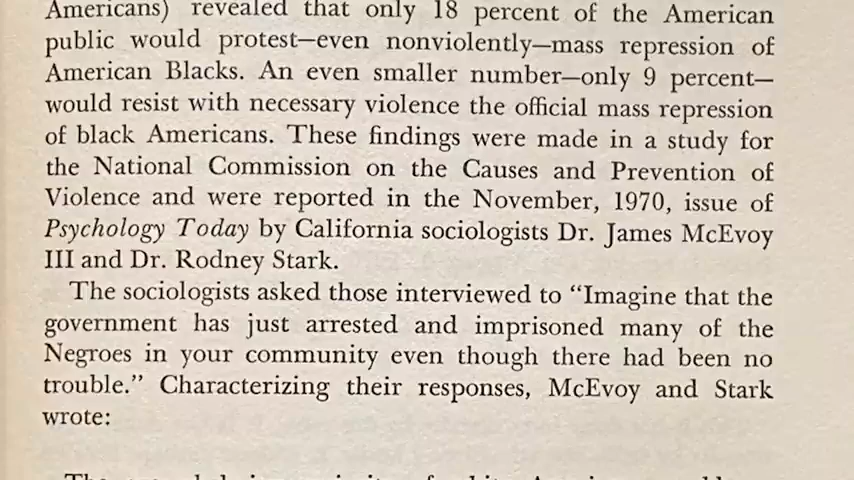 Americans) revealed that only 18 percent of the American
public would protest—even nonviolently—mass repression of
American Blacks. An even smaller number—only 9 percent—
would resist with necessary violence the official mass repression
of black Americans. These findings were made in a study for
the National Commission on the Causes and Prevention of
Violence and were reported in the November, 1970, issue of
Psychology Today by California sociologists Dr. James McEvoy
III and Dr. Rodney Stark.
The sociologists asked those interviewed to “Imagine that the
government has just arrested and imprisoned many of the
Negroes in your community even though there had been no
trouble.” Characterizing their responses, McEvoy and Stark
wrote: